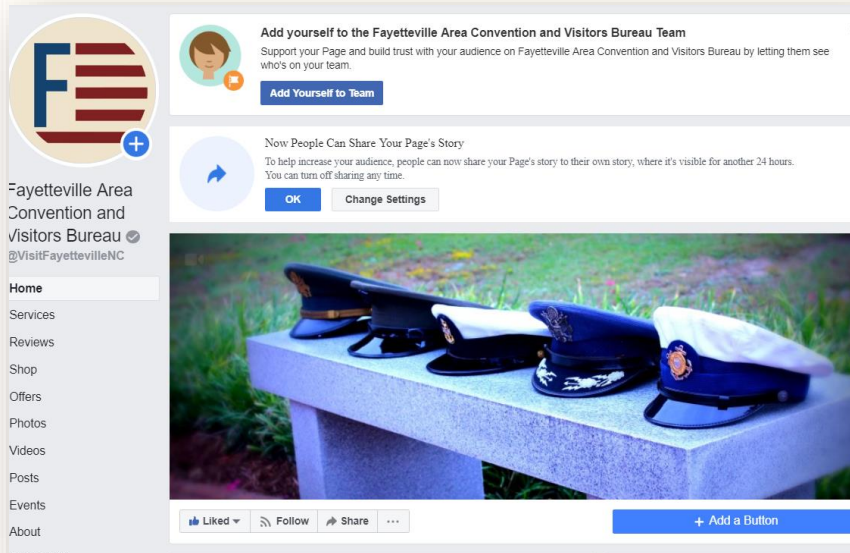 F
Fayetteville Area
Convention and
Visitors Bureau
@VisitFayettevilleNC
Home
Services
Reviews
Shop
Offers
Photos
Videos
Posts
Events
About
Add yourself to the Fayetteville Area Convention and Visitors Bureau Team
Support your Page and build trust with your audience on Fayetteville Area Convention and Visitors Bureau by letting them see
who's on your team.
Add Yourself to Team
Now People Can Share Your Page's Story
To help increase your audience, people can now share your Page's story to their own story, where it's visible for another 24 hours.
You can turn off sharing any time.
OK Change Settings
Liked Follow Share ... + Add a Button